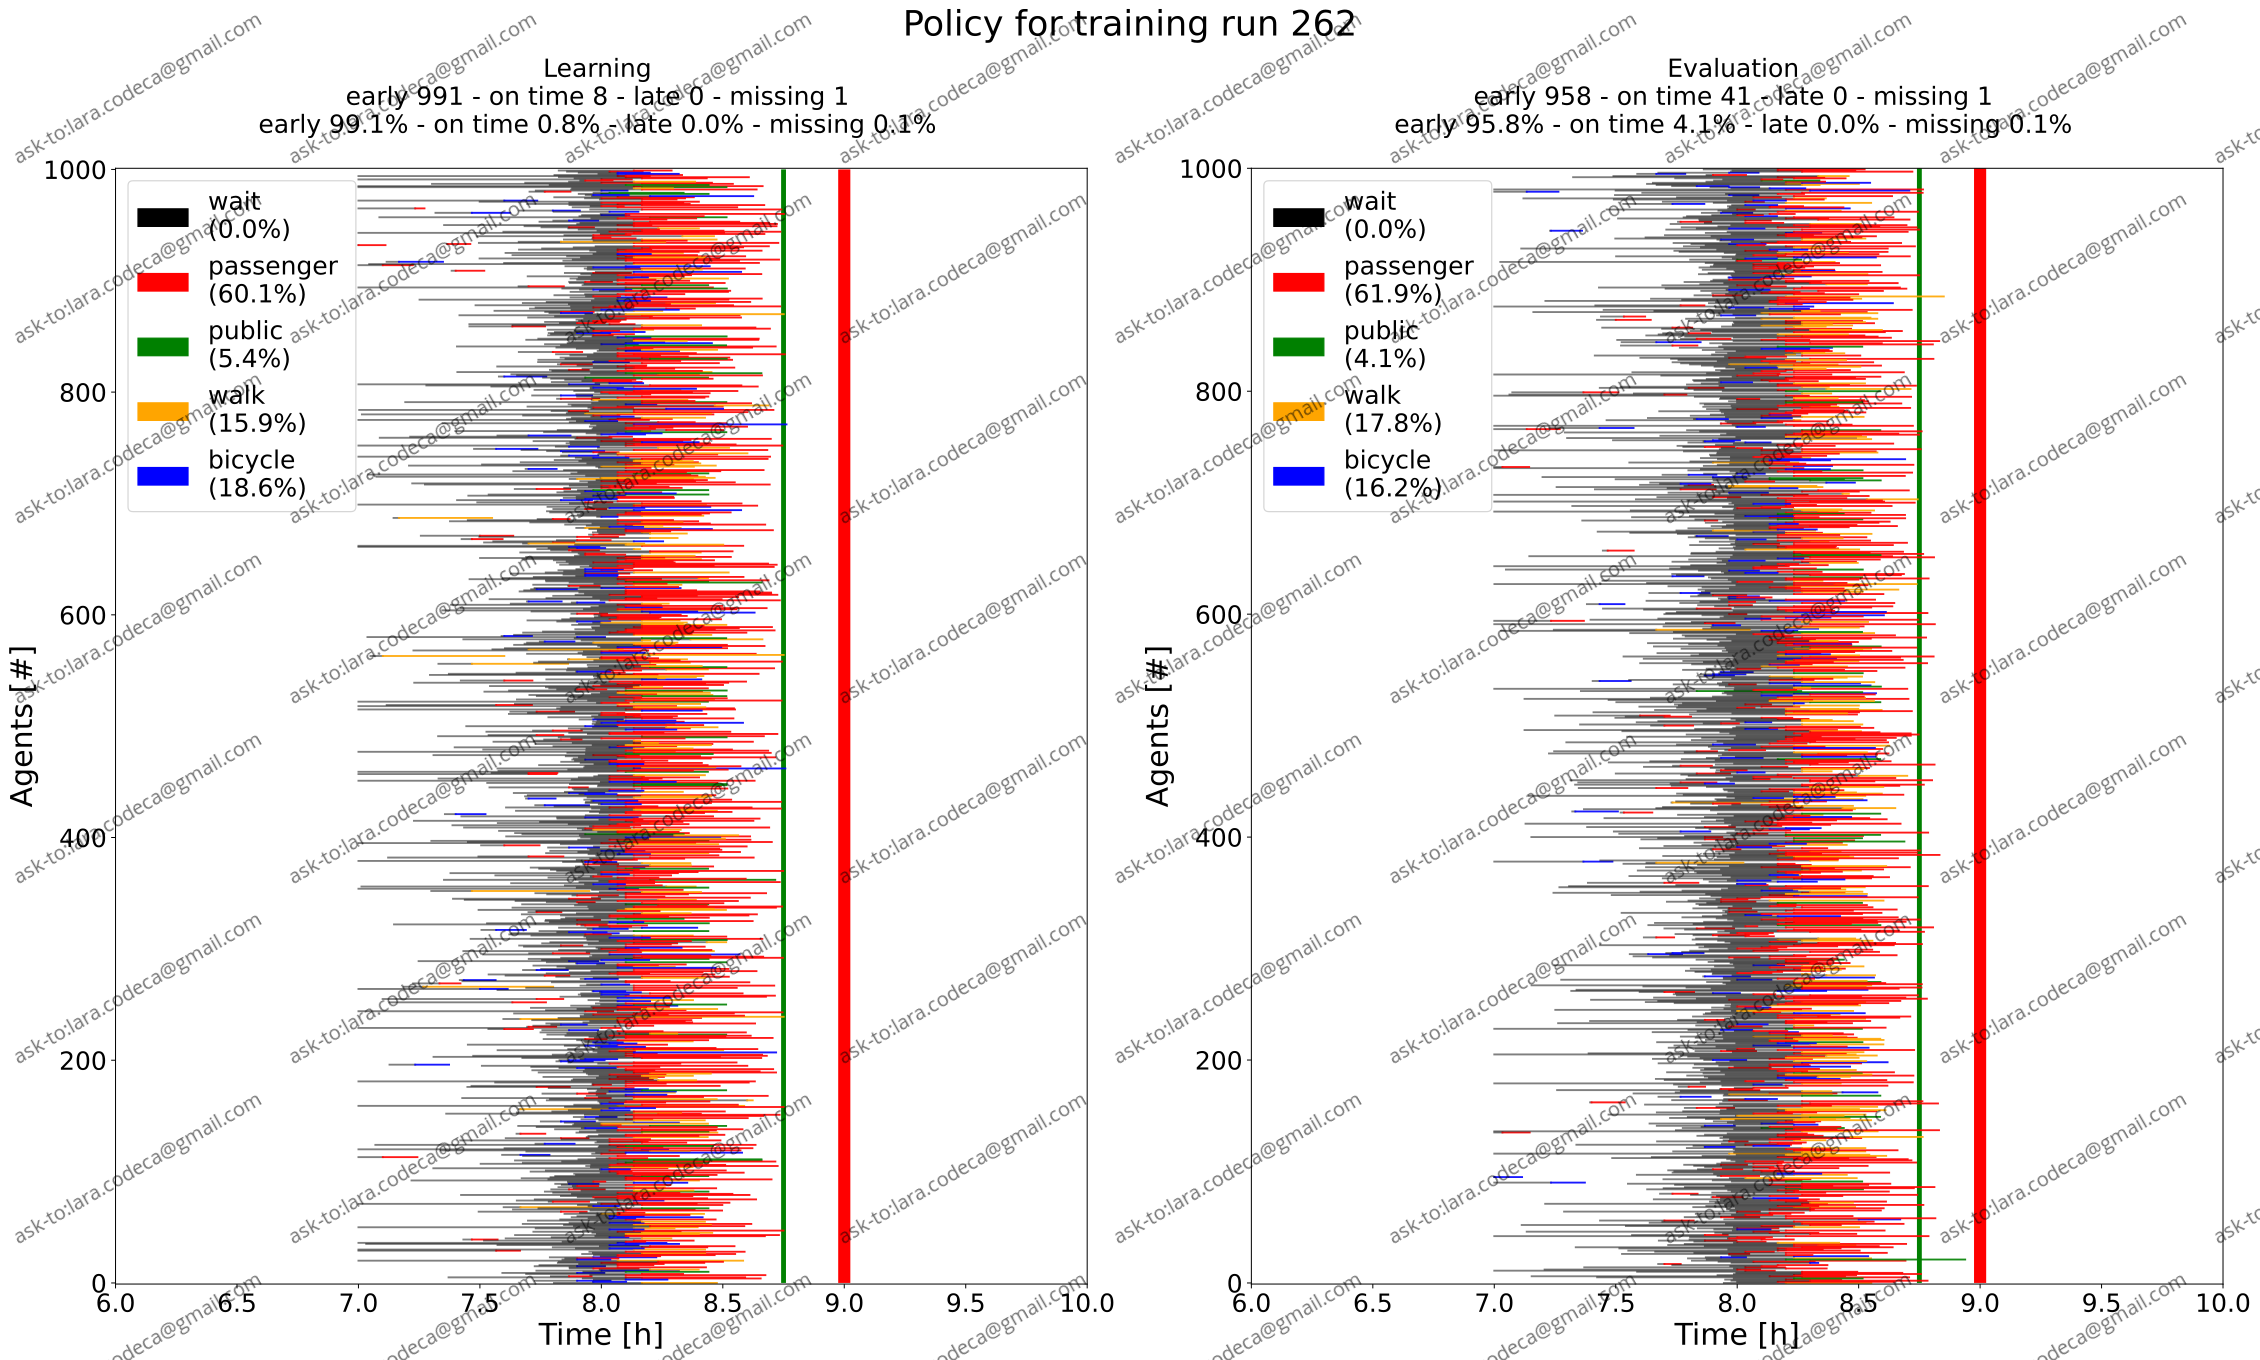 Policy for training run 262
Learning
early 991 - on time 8 - late 0 - missing 1
early 99.1% - on time 0.8% - late 0.0% - missing 0.1%
Agents [#]
1000
800
600
400
200
0
wait
(0.0%)
passenger
(60.1%)
public
(5.4%)
walk
(15.9%)
bicycle
(18.6%)
6.0 6.5 7.0 7.5 8.0 8.5 9.0 9.5 10.0
Time [h]
Evaluation
early 958 - on time 41 - late 0 - missing 1
early 95.8% - on time 4.1% - late 0.0% - missing 0.1%
Agents [#]
1000
800
600
400
200
0
wait
(0.0%)
passenger
(61.9%)
public
(4.1%)
walk
(17.8%)
bicycle
(16.2%)
6.0 6.5 7.0 7.5 8.0 8.5 9.0 9.5 10.0
Time [h]
ask-to:lara.codeca@gmail.com